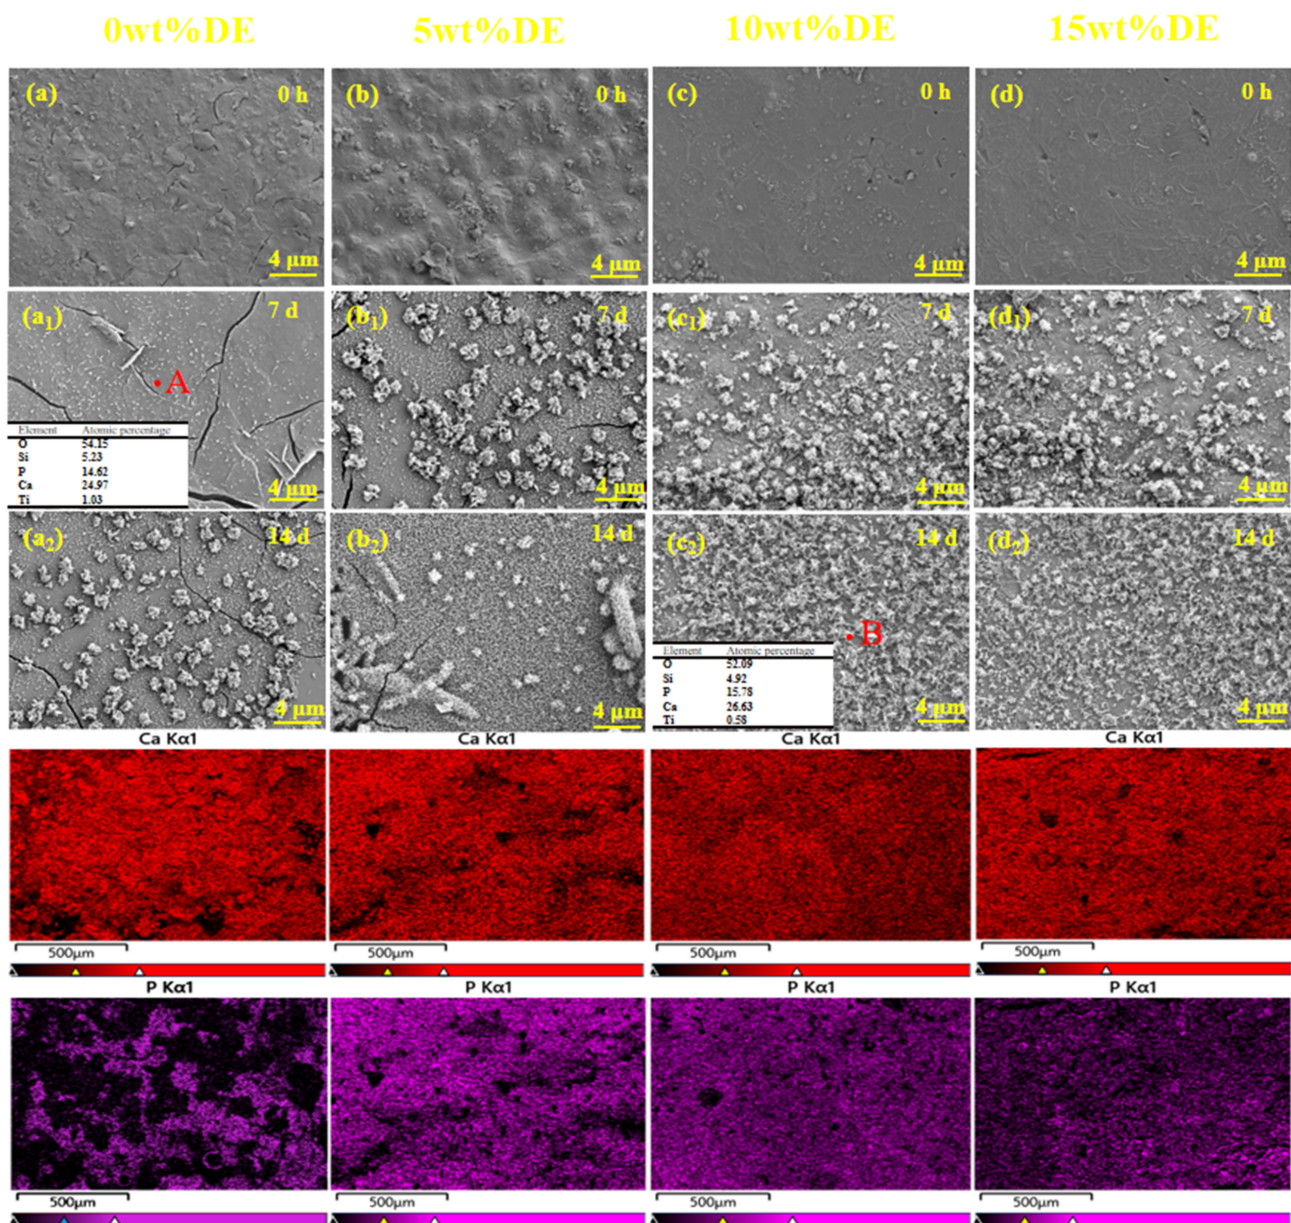 0wt%DE 5wt%DE 10wt%DE 15wt%DE
(a) 0 h (b) 0 h (c) 0 h (d) 0 h
4 μm 4 μm 4 μm 4 μm
(a₁) 7 d (b₁) 7 d (c₁) 7 d (d₁) 7 d
A
Element Atomic percentage
O 54.15
Si 5.23
P 14.62
Ca 24.97
Ti 1.03
4 μm 4 μm 4 μm 4 μm
(a₂) 14 d (b₂) 14 d (c₂) 14 d (d₂) 14 d
B
Element Atomic percentage
O 52.09
Si 4.92
P 15.78
Ca 26.63
Ti 0.58
4 μm 4 μm 4 μm 4 μm
Ca Kα1 Ca Kα1 Ca Kα1 Ca Kα1
500μm 500μm 500μm 500μm
P Kα1 P Kα1 P Kα1 P Kα1
500μm 500μm 500μm 500μm